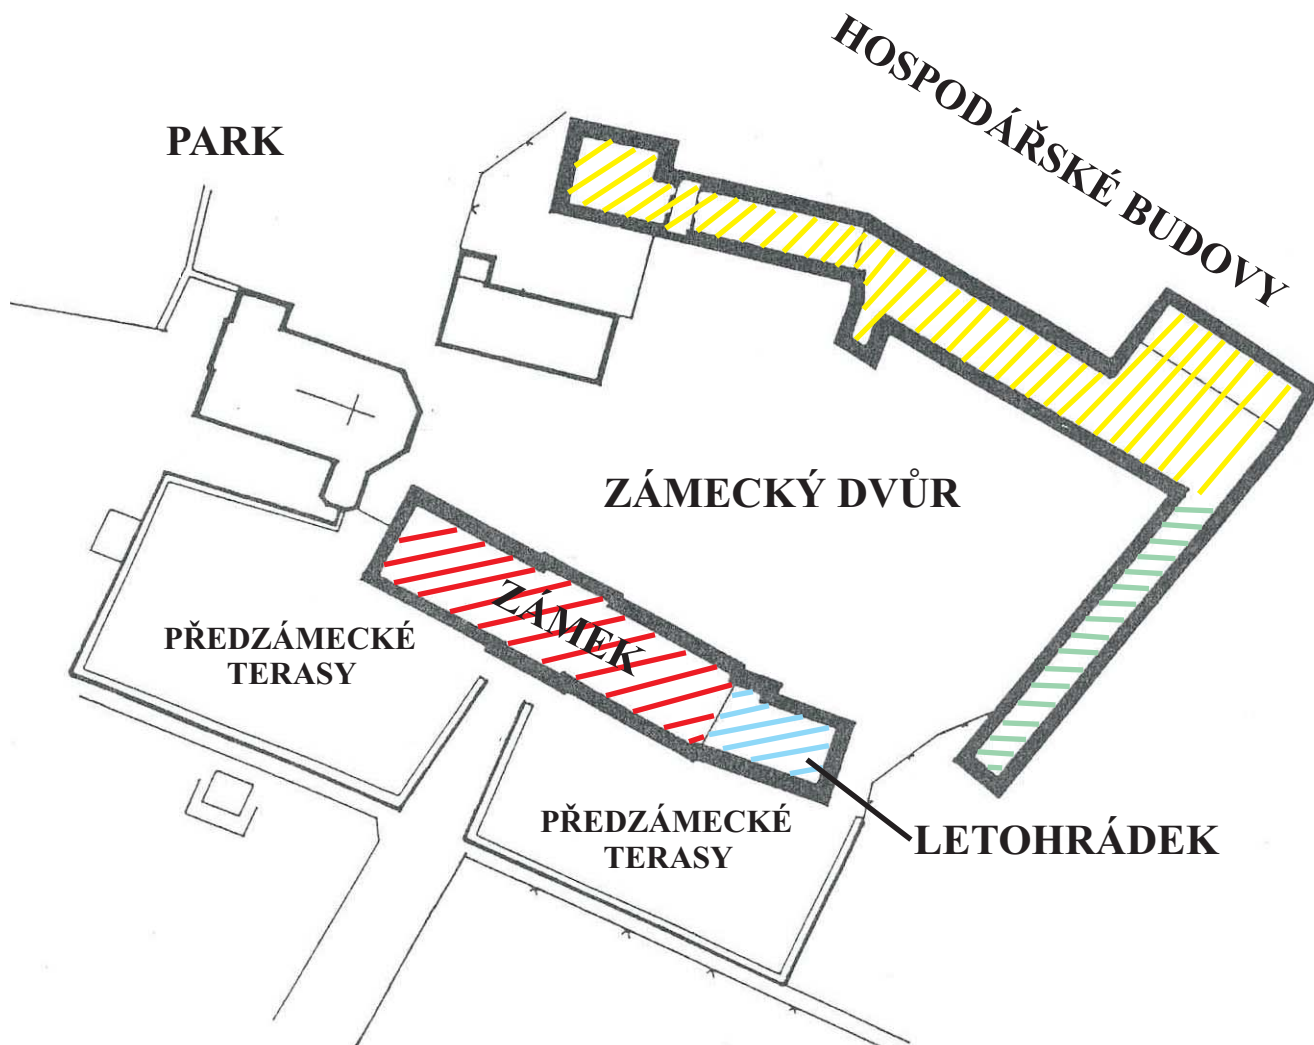 HOSPODÁŘSKÉ BUDOVY
PARK
ZÁMECKÝ DVŮR
ZÁMEK
PŘEDZÁMECKÉ
TERASY
PŘEDZÁMECKÉ
TERASY
LETOHRÁDEK